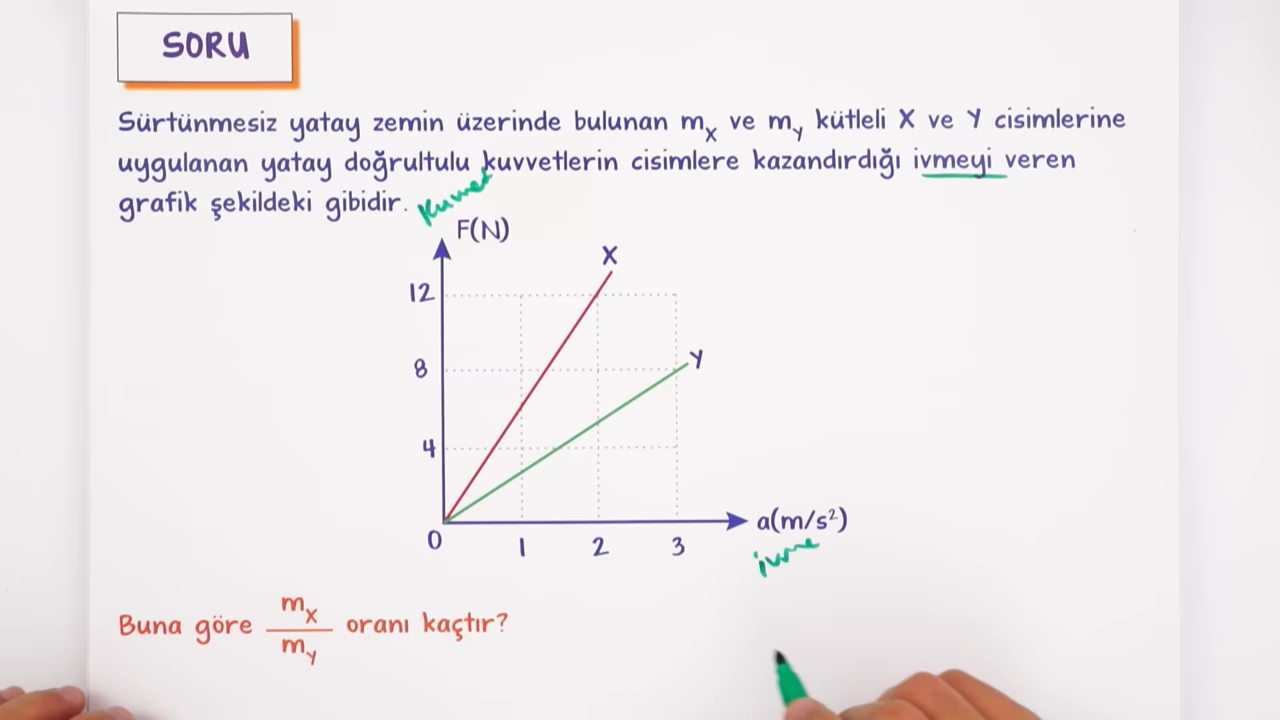 SORU
Sürtünmesiz yatay zemin üzerinde bulunan mX ve mY kütleli X ve Y cisimlerine
uygulanan yatay doğrultulu kuvvetlerin cisimlere kazandırdığı ivmeyi veren
grafik şekildeki gibidir.
kuvvet
F(N)
X
12
Y
8
4
0
1 2 3
a(m/s²)
ivme
Buna göre mX/mY oranı kaçtır?